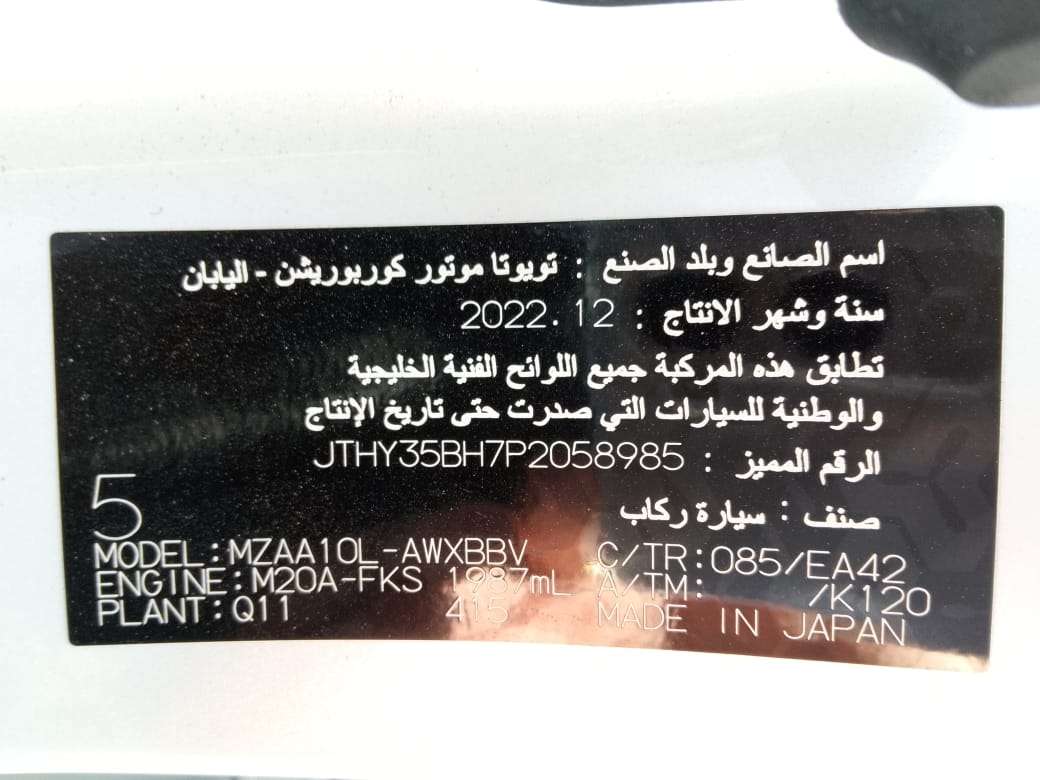 اسم الصانع وبلد الصنع : تويوتا موتور كوربوريشن - اليابان
سنة وشهر الانتاج : 2022.12
تطابق هذه المركبة جميع اللوائح الفنية الخليجية
والوطنية للسيارات التي صدرت حتى تاريخ الإنتاج
الرقم المميز : JTHY35BH7P2058985
صنف : سيارة ركاب
5
MODEL:MZAA10L-AWXBBV C/TR:085/EA42
ENGINE:M20A-FKS 1987mL A/TM: /K120
PLANT:Q11 415 MADE IN JAPAN